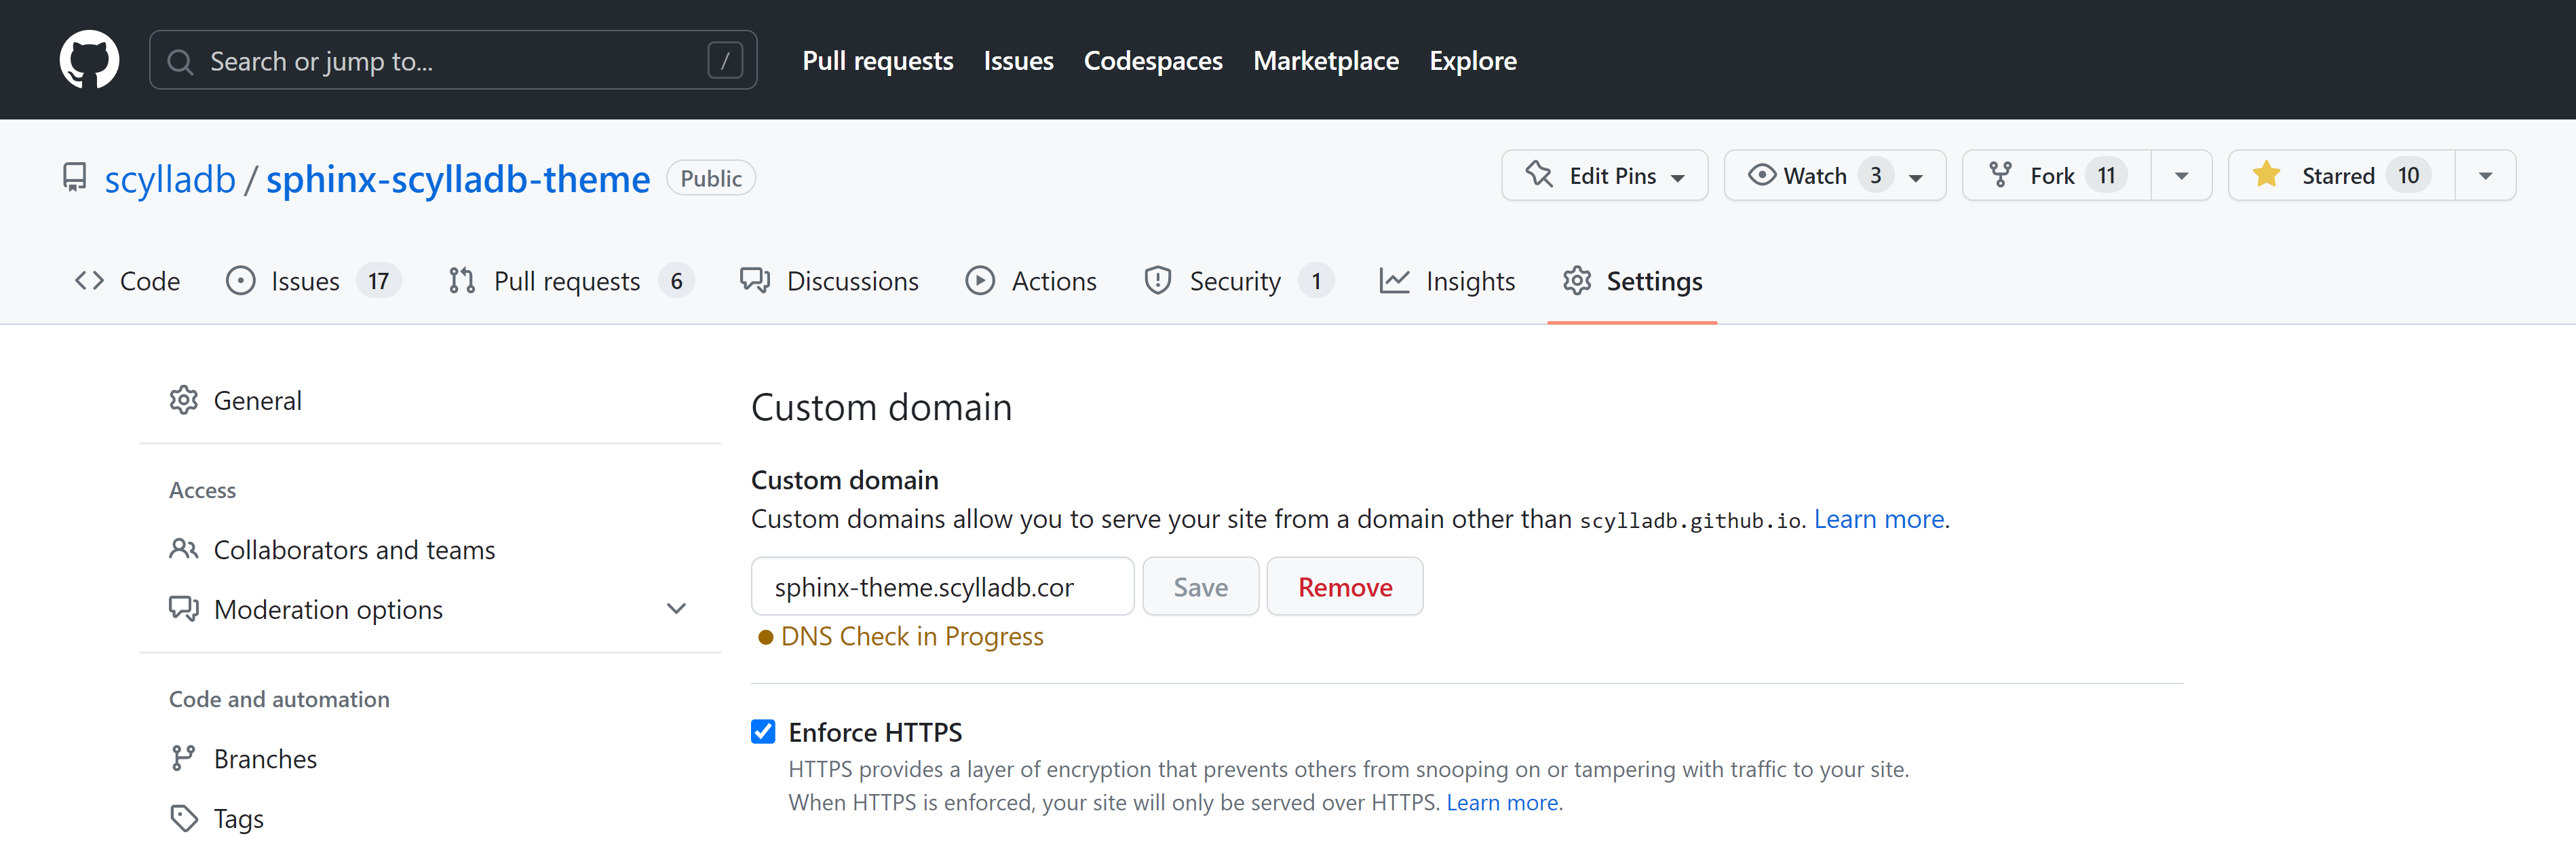 Search or jump to... /
Pull requests Issues Codespaces Marketplace Explore
scylladb / sphinx-scylladb-theme Public
Edit Pins Watch 3 Fork 11 Starred 10
Code Issues 17 Pull requests 6 Discussions Actions Security 1 Insights Settings
General
Access
Collaborators and teams
Moderation options
Code and automation
Branches
Tags
Custom domain
Custom domain
Custom domains allow you to serve your site from a domain other than scylladb.github.io. Learn more.
sphinx-theme.scylladb.cor Save Remove
DNS Check in Progress
Enforce HTTPS
HTTPS provides a layer of encryption that prevents others from snooping on or tampering with traffic to your site.
When HTTPS is enforced, your site will only be served over HTTPS. Learn more.